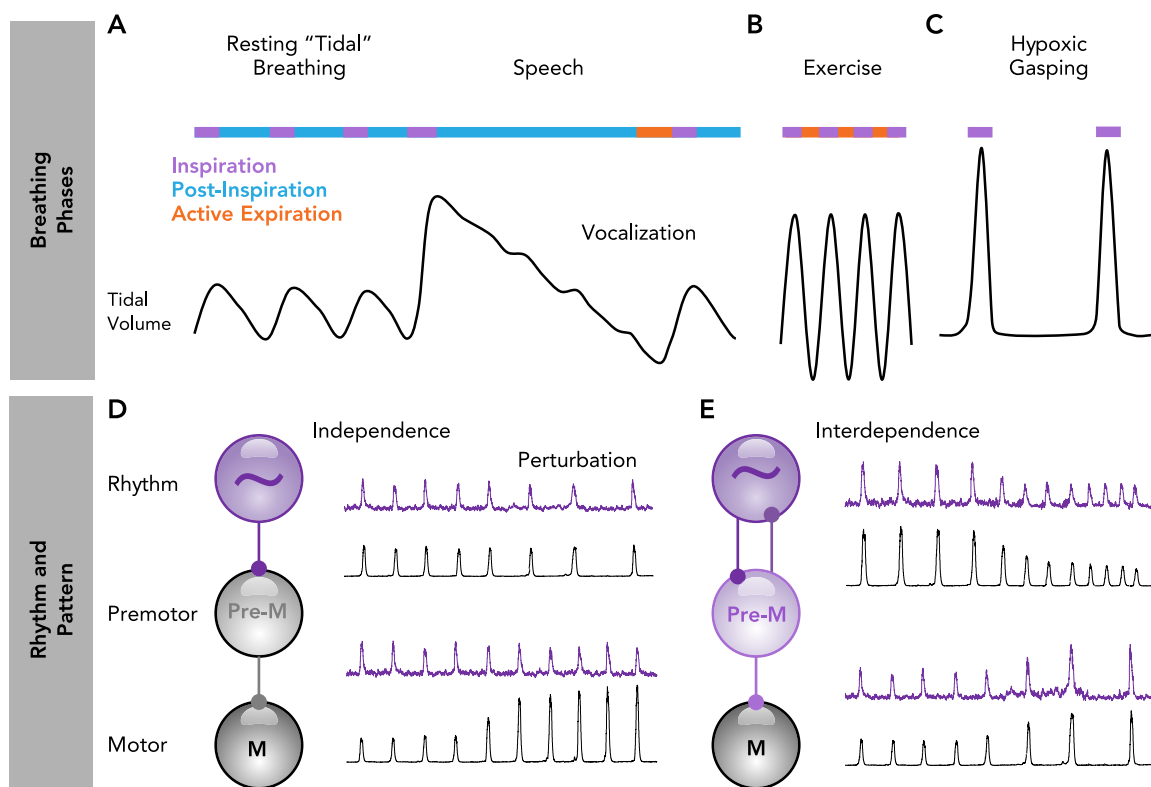 A
B
C
Resting “Tidal”
Breathing
Speech
Exercise
Hypoxic
Gasping
Breathing
Phases
Inspiration
Post-Inspiration
Active Expiration
Vocalization
Tidal
Volume
D
E
Independence
Interdependence
Perturbation
Rhythm
Rhythm and
Pattern
Premotor
Pre-M
Pre-M
Motor
M
M